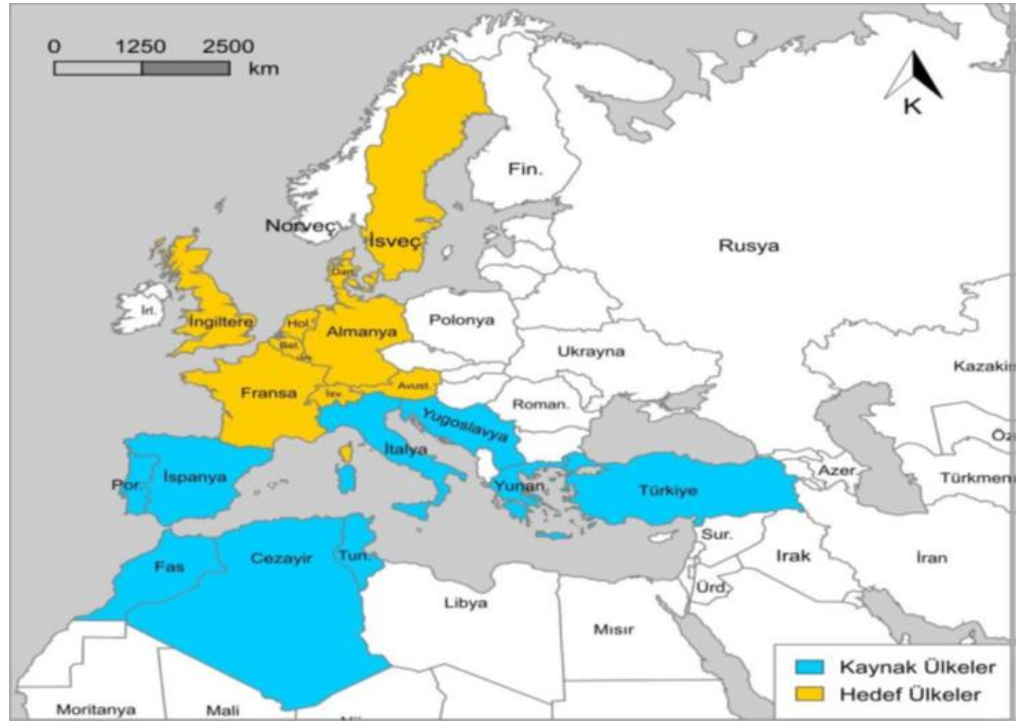 0 1250 2500
km
K
Fin.
Norveç
İsveç
Rusya
Dan.
İrl.
İngiltere
Hol.
Almanya
Polonya
Bel.
Ukrayna
Kazakis
Fransa
İsv.
Avust.
Roman.
Yugoslavya
İtalya
Öz
Azer.
Türkmen
Por.
İspanya
Yunan.
Türkiye
Sur.
Irak
İran
Fas
Cezayir
Tun.
Ürd.
Libya
Mısır
Moritanya
Mali
Kaynak Ülkeler
Hedef Ülkeler